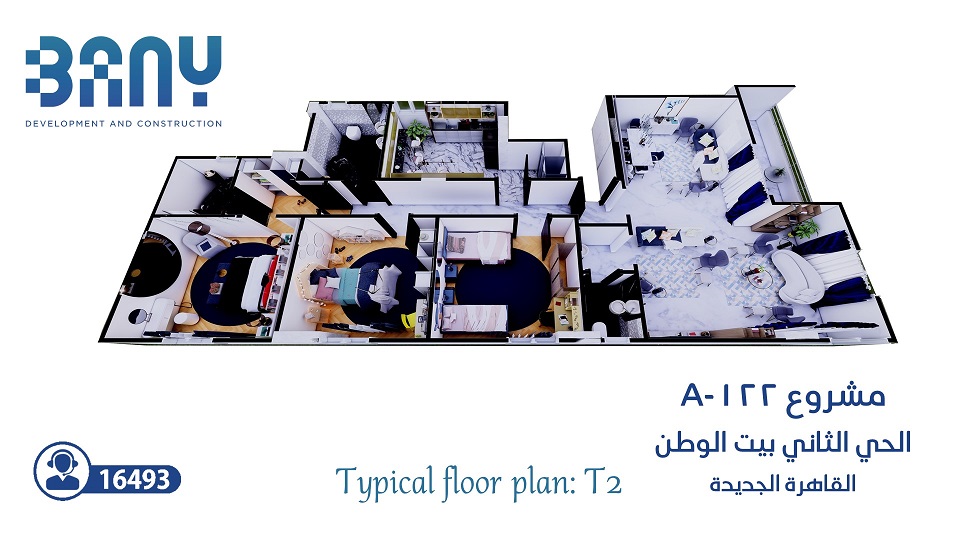 BANY
DEVELOPMENT AND CONSTRUCTION
مشروع A-١٢٢
الحي الثاني بيت الوطن
القاهرة الجديدة
Typical floor plan: T2
16493